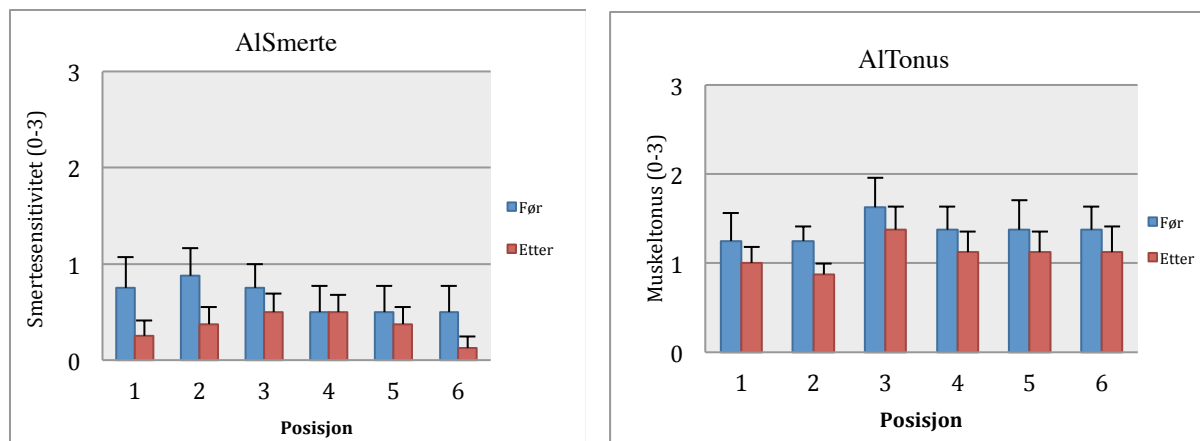 AlSmerte
Smertesensitivitet (0-3)
3
2
1
0
1 2 3 4 5 6
Posisjon
Før
Etter
AlTonus
Muskeltonus (0-3)
3
2
1
0
1 2 3 4 5 6
Posisjon
Før
Etter